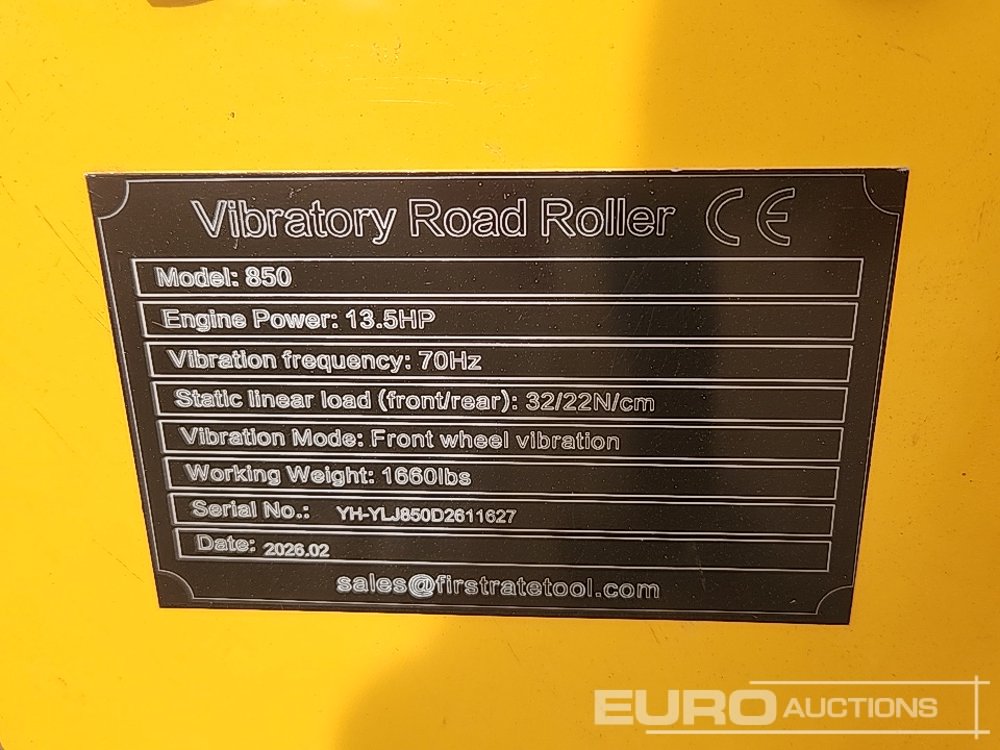 Vibratory Road Roller CE
Model: 850
Engine Power: 13.5HP
Vibration frequency: 70Hz
Static linear load (front/rear): 32/22N/cm
Vibration Mode: Front wheel vibration
Working Weight: 1660lbs
Serial No.: YH-YLJ850D2611627
Date: 2026.02
sales@firstratetool.com
EURO AUCTIONS